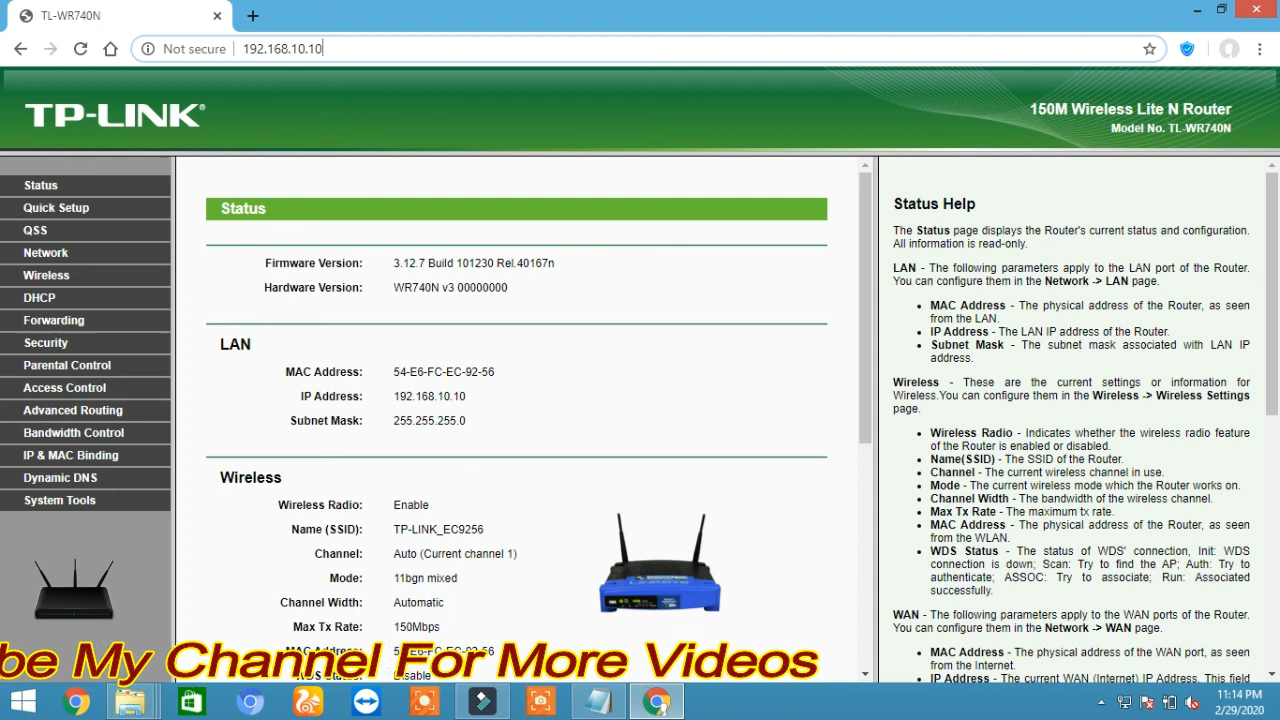 TL-WR740N
Not secure
192.168.10.10
TP-LINK®
150M Wireless Lite N Router
Model No. TL-WR740N
Status
Quick Setup
QSS
Network
Wireless
DHCP
Forwarding
Security
Parental Control
Access Control
Advanced Routing
Bandwidth Control
IP & MAC Binding
Dynamic DNS
System Tools
Status
Firmware Version: 3.12.7 Build 101230 Rel.40167n
Hardware Version: WR740N v3 00000000
LAN
MAC Address: 54-E6-FC-EC-92-56
IP Address: 192.168.10.10
Subnet Mask: 255.255.255.0
Wireless
Wireless Radio: Enable
Name (SSID): TP-LINK_EC9256
Channel: Auto (Current channel 1)
Mode: 11bgn mixed
Channel Width: Automatic
Max Tx Rate: 150Mbps
LINKSYS
Status Help
The Status page displays the Router's current status and configuration.
All information is read-only.
LAN - The following parameters apply to the LAN port of the Router.
You can configure them in the Network -> LAN page.
• MAC Address - The physical address of the Router, as seen
from the LAN.
• IP Address - The LAN IP address of the Router.
• Subnet Mask - The subnet mask associated with LAN IP
address.
Wireless - These are the current settings or information for
Wireless.You can configure them in the Wireless -> Wireless Settings
page.
• Wireless Radio - Indicates whether the wireless radio feature
of the Router is enabled or disabled.
• Name(SSID) - The SSID of the Router.
• Channel - The current wireless channel in use.
• Mode - The current wireless mode which the Router works on.
• Channel Width - The bandwidth of the wireless channel.
• Max Tx Rate - The maximum tx rate.
• MAC Address - The physical address of the Router, as seen
from the WLAN.
• WDS Status - The status of WDS' connection, Init: WDS
connection is down; Scan: Try to find the AP; Auth: Try to
authenticate; ASSOC: Try to associate; Run: Associated
successfully.
WAN - The following parameters apply to the WAN ports of the Router.
You can configure them in the Network -> WAN page.
• MAC Address - The physical address of the WAN port, as seen
from the Internet.
• IP Address - The current WAN (Internet) IP Address. This field
be My Channel For More Videos
11:14 PM
2/29/2020